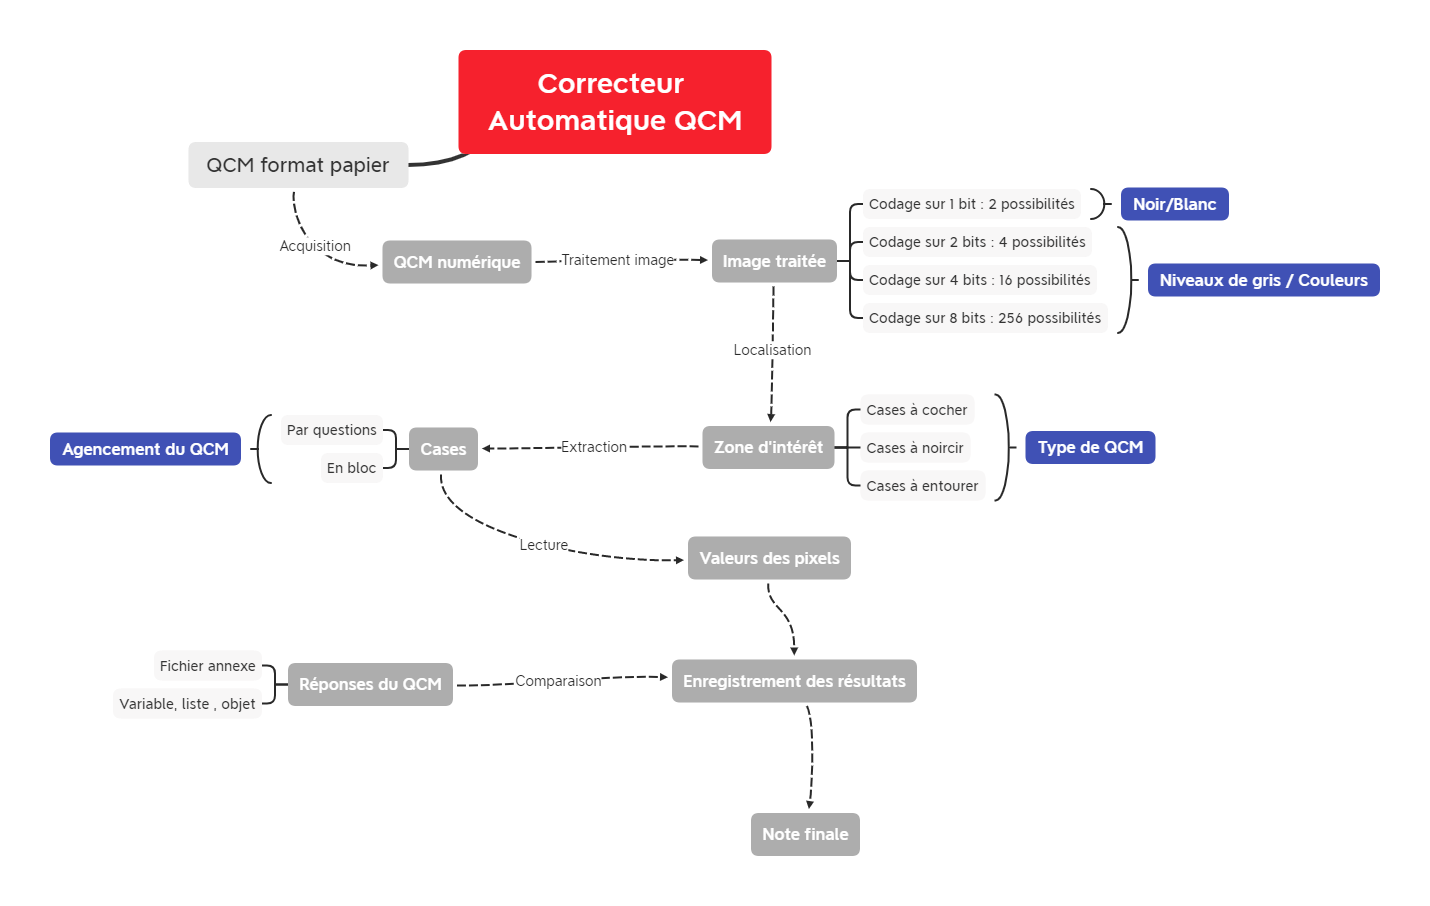 Correcteur
Automatique QCM
QCM format papier
Acquisition
QCM numérique
Traitement image
Image traitée
Codage sur 1 bit : 2 possibilités
Noir/Blanc
Codage sur 2 bits : 4 possibilités
Codage sur 4 bits : 16 possibilités
Codage sur 8 bits : 256 possibilités
Niveaux de gris / Couleurs
Localisation
Zone d'intérêt
Cases à cocher
Cases à noircir
Cases à entourer
Type de QCM
Extraction
Cases
Par questions
En bloc
Agencement du QCM
Lecture
Valeurs des pixels
Fichier annexe
Variable, liste , objet
Réponses du QCM
Comparaison
Enregistrement des résultats
Note finale